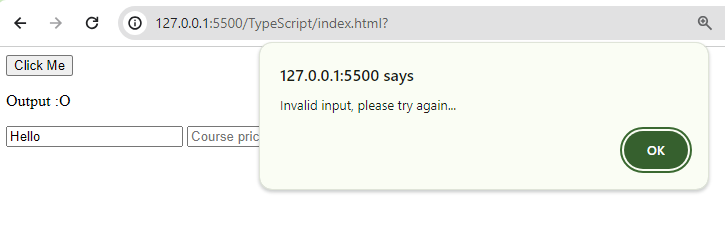 127.0.0.1:5500/TypeScript/index.html?
127.0.0.1:5500 says
Invalid input, please try again...
OK
Click Me
Output :O
Hello
Course pric